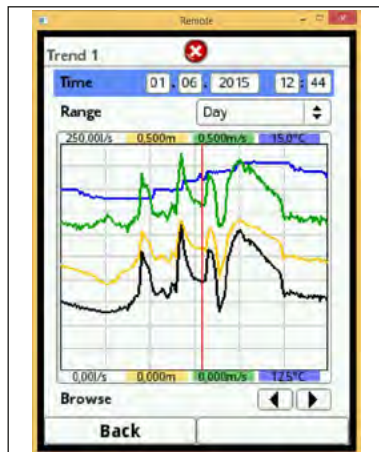 Remote
Trend 1
Time 01 . 06 . 2015 12 : 44
Range Day
250.00l/s 0,500m 0,500m/s 15,0°C
0,00l/s 0,000m 0,000m/s 12,5°C
Browse
Back